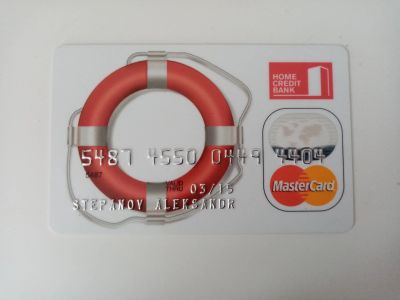 HOME
CREDIT
BANK
5487 4550 0449 4404
5487
VALID
THRU
03/15
MasterCard
STEPANOV ALEKSANDR